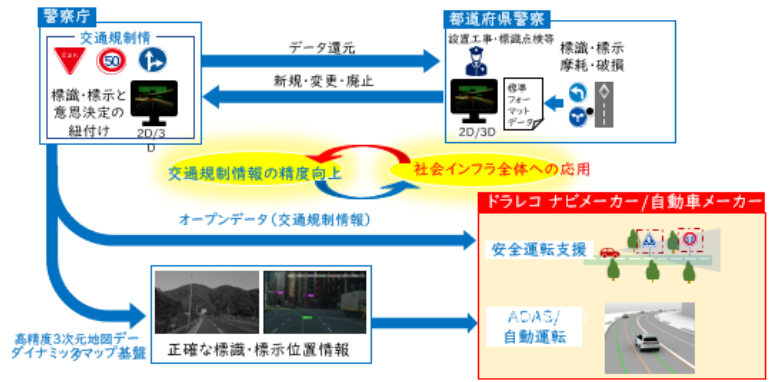 警察庁
交通規制情
50
標識・標示と
意思決定の
紐付け
2D/3
D
データ還元
新規・変更・廃止
都道府県警察
設置工事・標識点検等
標識・標示
摩耗・破損
2D/3D
標準
フォー
マット
データ
交通規制情報の精度向上
社会インフラ全体への応用
オープンデータ（交通規制情報）
ドラレコ ナビメーカー/自動車メーカー
安全運転支援
高精度3次元地図デー
ダイナミックマップ基盤
正確な標識・標示位置情報
ADAS/
自動運転